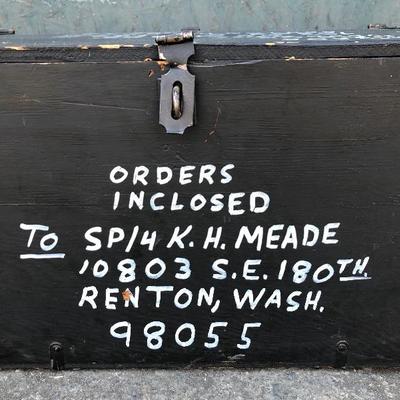 ORDERS
INCLOSED
TO SP/4 K. H. MEADE
10803 S.E. 180TH.
RENTON, WASH.
98055